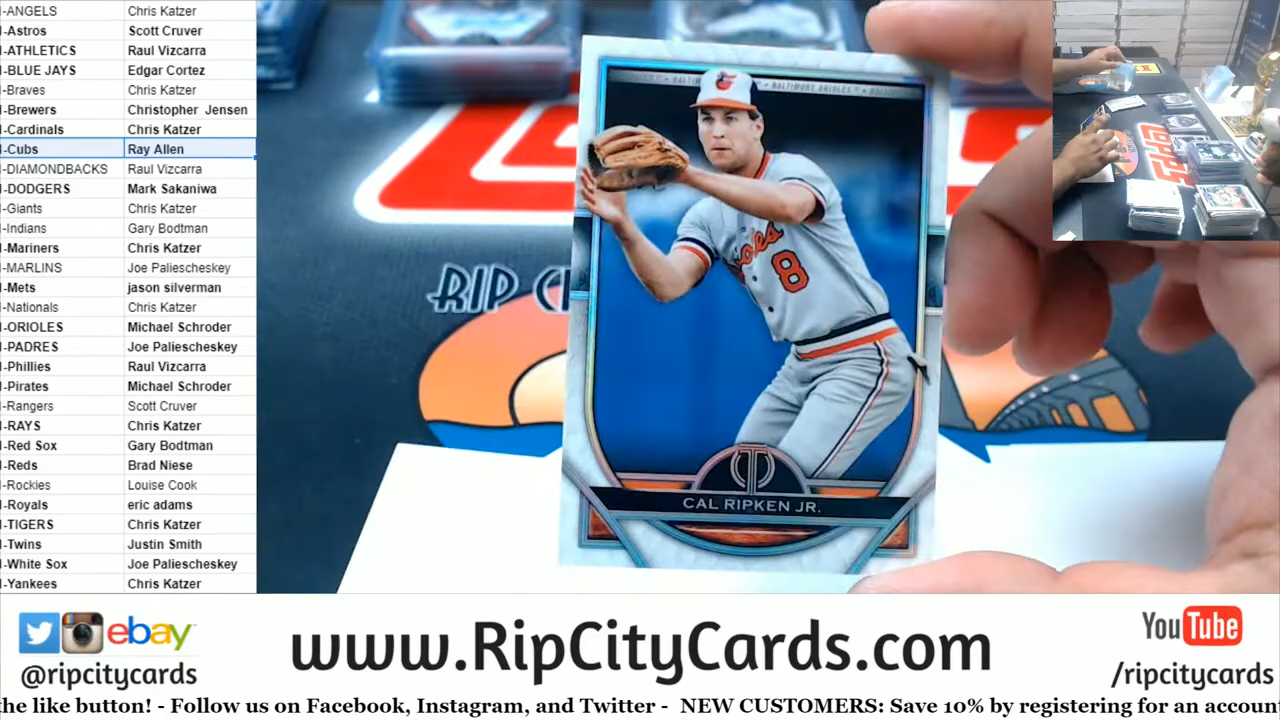 I-ANGELS Chris Katzer
I-Astros Scott Cruver
I-ATHLETICS Raul Vizcarra
I-BLUE JAYS Edgar Cortez
I-Braves Chris Katzer
I-Brewers Christopher Jensen
I-Cardinals Chris Katzer
I-Cubs Ray Allen
I-DIAMONDBACKS Raul Vizcarra
I-DODGERS Mark Sakaniwa
I-Giants Chris Katzer
I-Indians Gary Bodtman
I-Mariners Chris Katzer
I-MARLINS Joe Paliescheskey
I-Mets jason silverman
I-Nationals Chris Katzer
I-ORIOLES Michael Schroder
I-PADRES Joe Paliescheskey
I-Phillies Raul Vizcarra
I-Pirates Michael Schroder
I-Rangers Scott Cruver
I-RAYS Chris Katzer
I-Red Sox Gary Bodtman
I-Reds Brad Niese
I-Rockies Louise Cook
I-Royals eric adams
I-TIGERS Chris Katzer
I-Twins Justin Smith
I-White Sox Joe Paliescheskey
I-Yankees Chris Katzer
BALTIMORE ORIOLES
8
RIP
CAL RIPKEN JR.
ebay
@ripcitycards
www.RipCityCards.com
YouTube
/ripcitycards
the like button! - Follow us on Facebook, Instagram, and Twitter - NEW CUSTOMERS: Save 10% by registering for an accoun